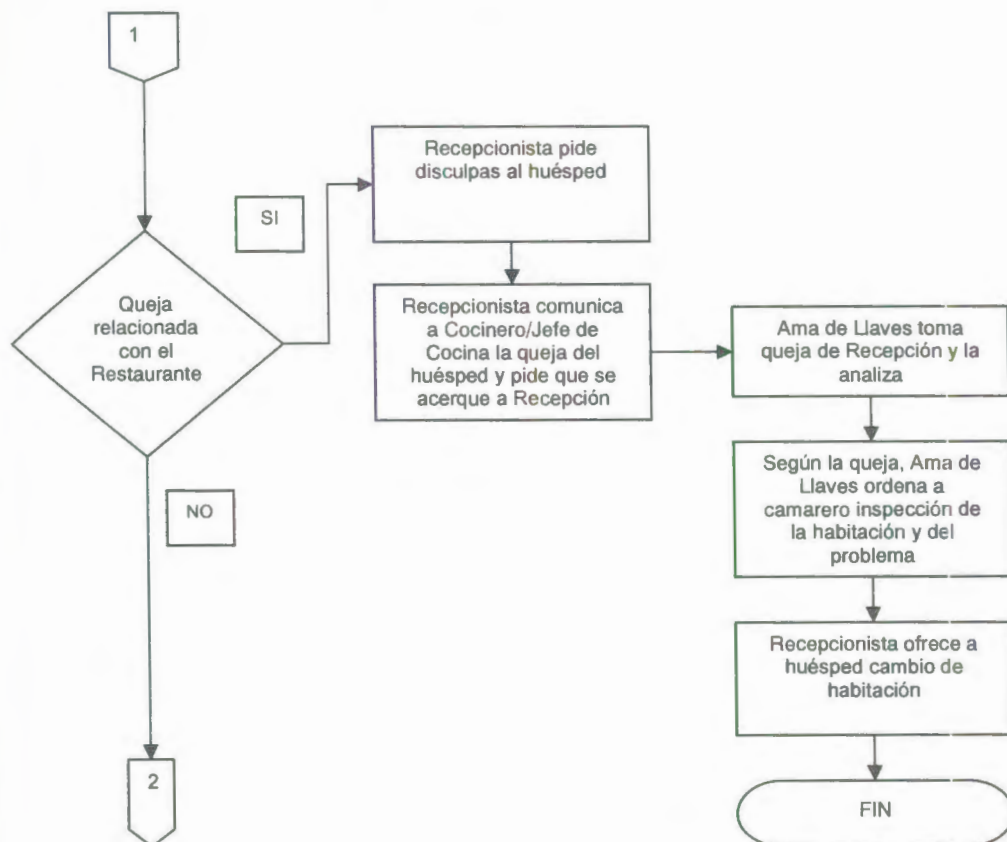 1
Recepcionista pide
disculpas al huésped
SI
Queja
relacionada
con el
Restaurante
Recepcionista comunica
a Cocinero/Jefe de
Cocina la queja del
huésped y pide que se
acerque a Recepción
Ama de Llaves toma
queja de Recepción y la
analiza
Según la queja, Ama de
Llaves ordena a
camarero inspección de
la habitación y del
problema
NO
Recepcionista ofrece a
huésped cambio de
habitación
2
FIN